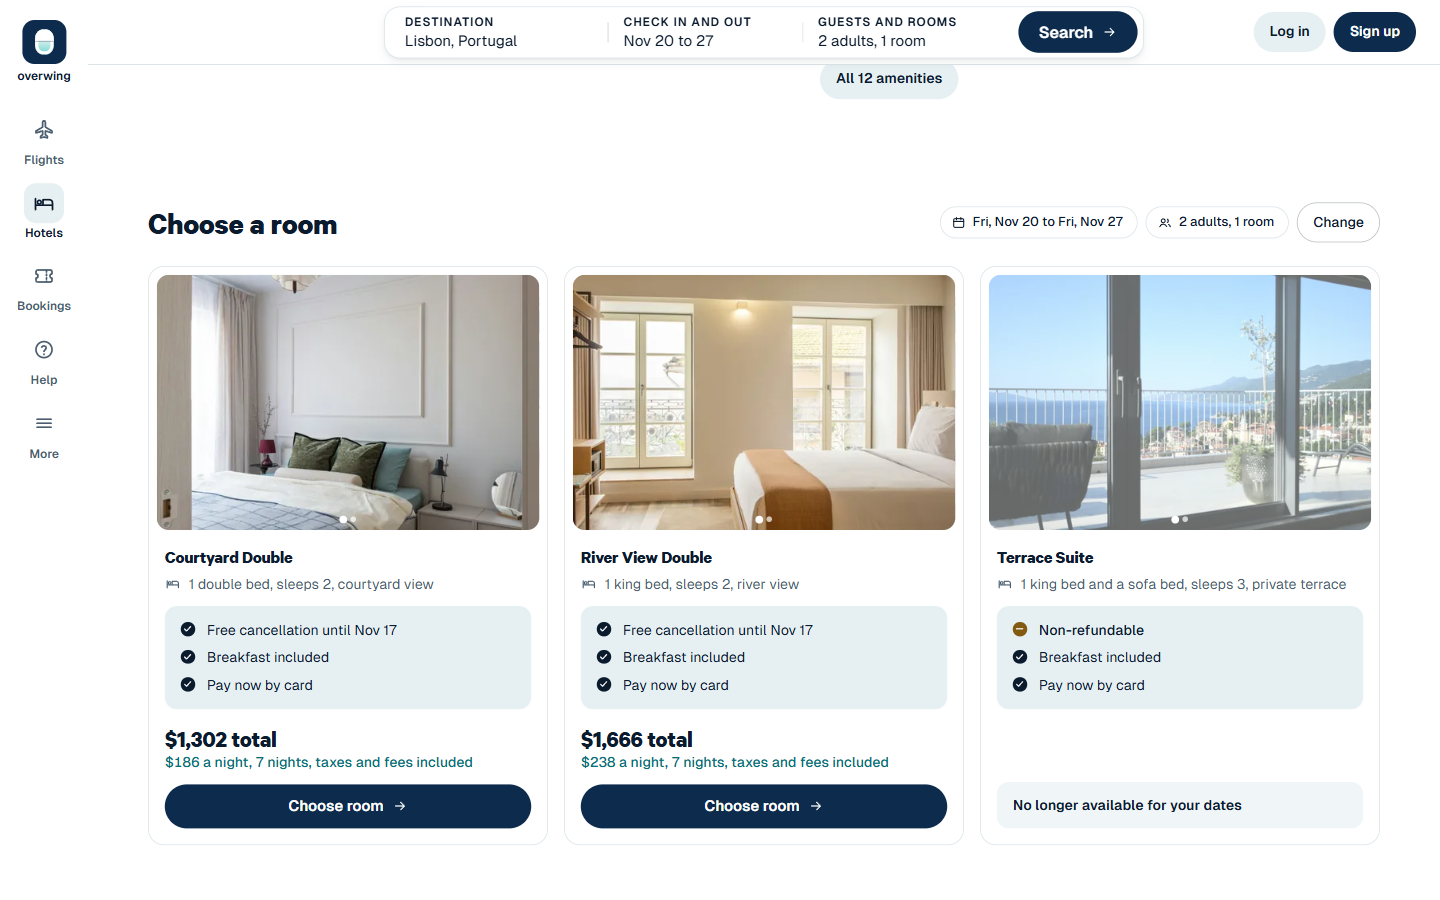 overwing
Flights
Hotels
Bookings
Help
More
DESTINATION
Lisbon, Portugal
CHECK IN AND OUT
Nov 20 to 27
GUESTS AND ROOMS
2 adults, 1 room
Search
Log in
Sign up
All 12 amenities
Choose a room
Fri, Nov 20 to Fri, Nov 27
2 adults, 1 room
Change
Courtyard Double
1 double bed, sleeps 2, courtyard view
Free cancellation until Nov 17
Breakfast included
Pay now by card
$1,302 total
$186 a night, 7 nights, taxes and fees included
Choose room
River View Double
1 king bed, sleeps 2, river view
Free cancellation until Nov 17
Breakfast included
Pay now by card
$1,666 total
$238 a night, 7 nights, taxes and fees included
Choose room
Terrace Suite
1 king bed and a sofa bed, sleeps 3, private terrace
Non-refundable
Breakfast included
Pay now by card
No longer available for your dates